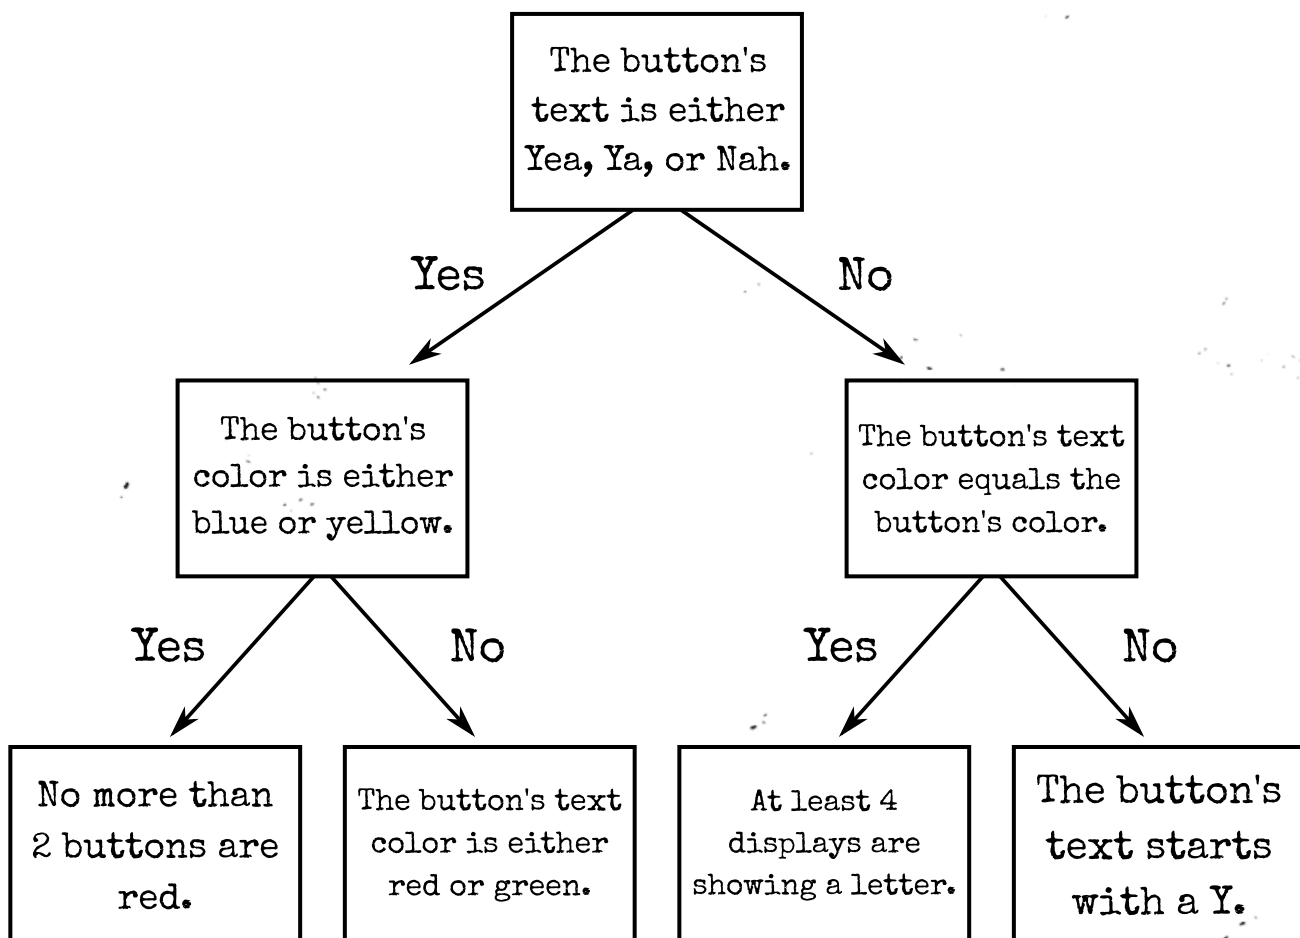 The button's
text is either
Yea, Ya, or Nah.
Yes
No
The button's
color is either
blue or yellow.
The button's text
color equals the
button's color.
Yes
No
Yes
No
No more than
2 buttons are
red.
The button's text
color is either
red or green.
At least 4
displays are
showing a letter.
The button's
text starts
with a Y.